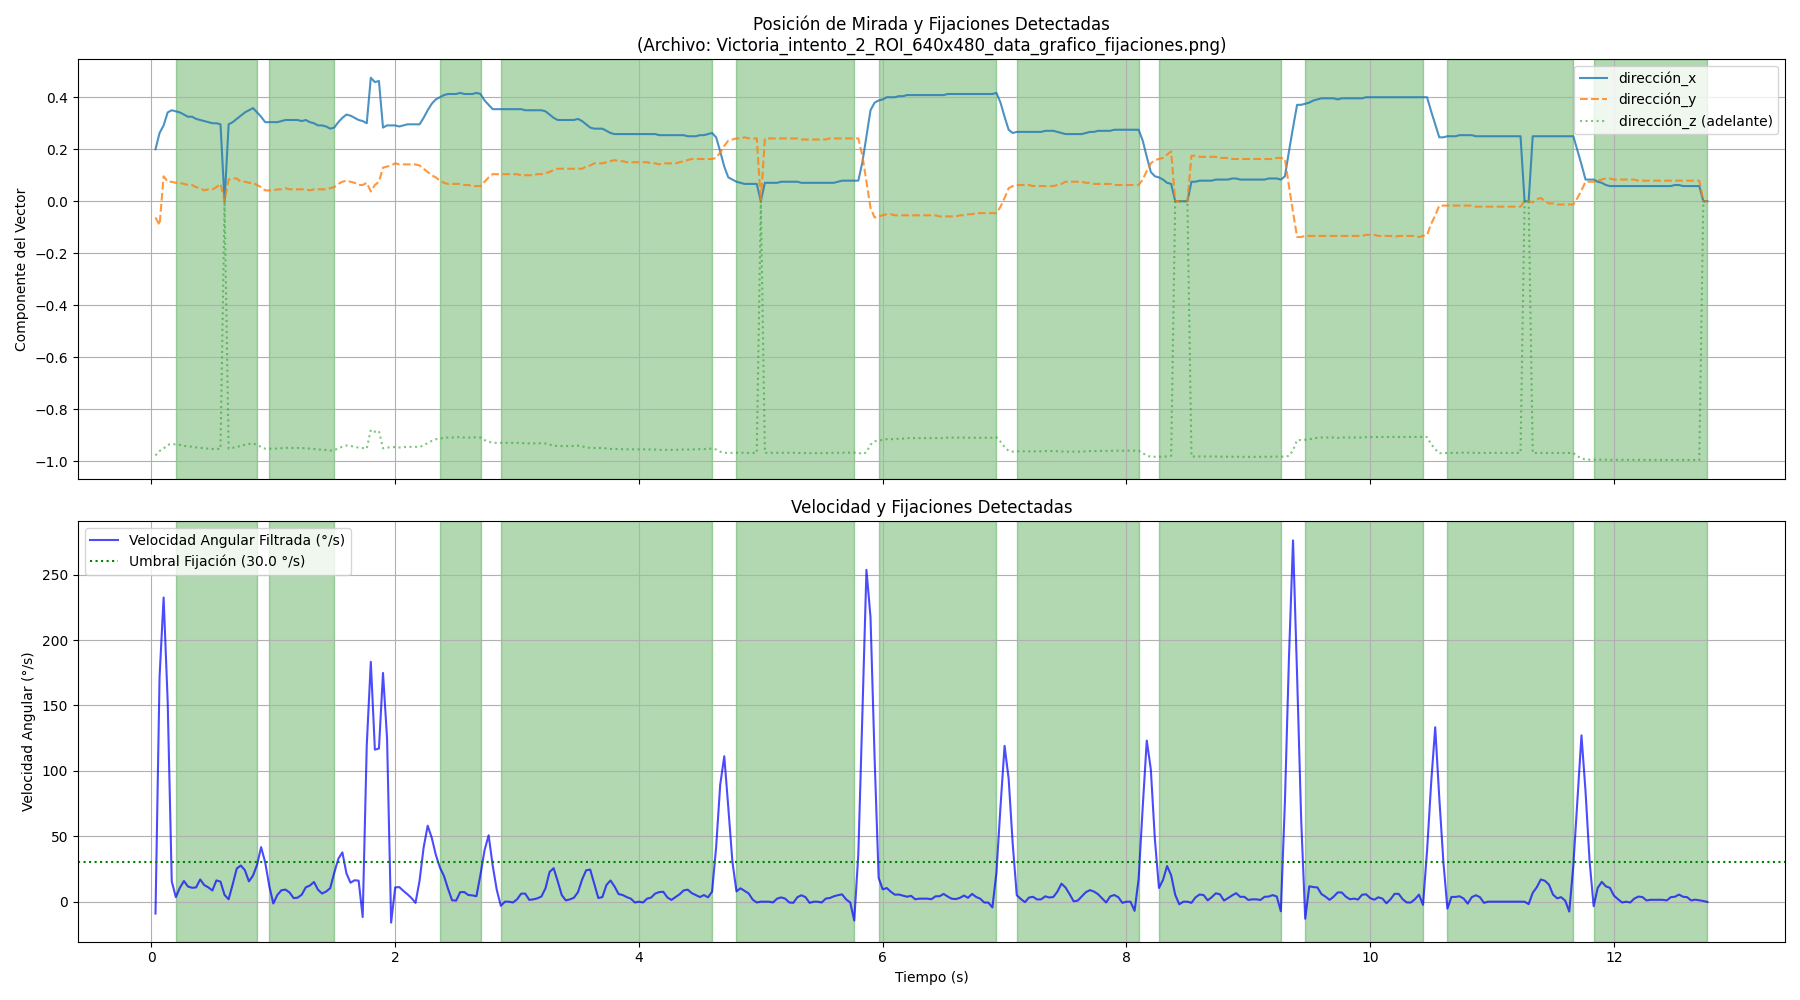 Posición de Mirada y Fijaciones Detectadas
(Archivo: Victoria_intento_2_ROI_640x480_data_grafico_fijaciones.png)
Componente del Vector
0.4
0.2
0.0
−0.2
−0.4
−0.6
−0.8
−1.0
dirección_x
dirección_y
dirección_z (adelante)
Velocidad y Fijaciones Detectadas
Velocidad Angular (°/s)
250
200
150
100
50
0
Velocidad Angular Filtrada (°/s)
Umbral Fijación (30.0 °/s)
0 2 4 6 8 10 12
Tiempo (s)